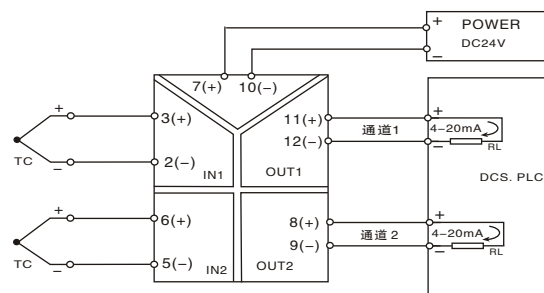 + POWER
− DC24V
7(+) 10(−)
+ 3(+) 11(+) 通道1 +
4−20mA
12(−) − RL
TC − 2(−) IN1 OUT1
DCS. PLC
+ 6(+) 8(+) 通道2 +
4−20mA
9(−) − RL
TC − 5(−) IN2 OUT2